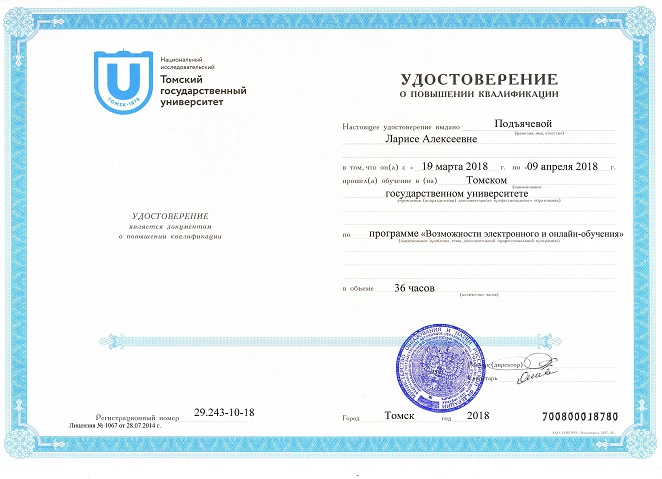 Национальный
исследовательский
Томский
государственный
университет
ТОМСК-1878
УДОСТОВЕРЕНИЕ
является документом
о повышении квалификации
Регистрационный номер 29.243-10-18
Лицензия № 1067 от 28.07.2014 г.
УДОСТОВЕРЕНИЕ
О ПОВЫШЕНИИ КВАЛИФИКАЦИИ
Настоящее удостоверение выдано Подъячевой
(фамилия, имя, отчество)
Ларисе Алексеевне
в том, что он(а) с « 19 марта 2018 г. по «09 апреля 2018 г.
прошел(а) обучение в (на) Томском
(наименование)
государственном университете
учреждения (подразделения) дополнительного профессионального образования)
по программе «Возможности электронного и онлайн-обучения»
(наименование проблемы, темы, дополнительной профессиональной программы)
в объеме 36 часов
(количество часов)
(директор)
Город Томск год 2018
700800018780